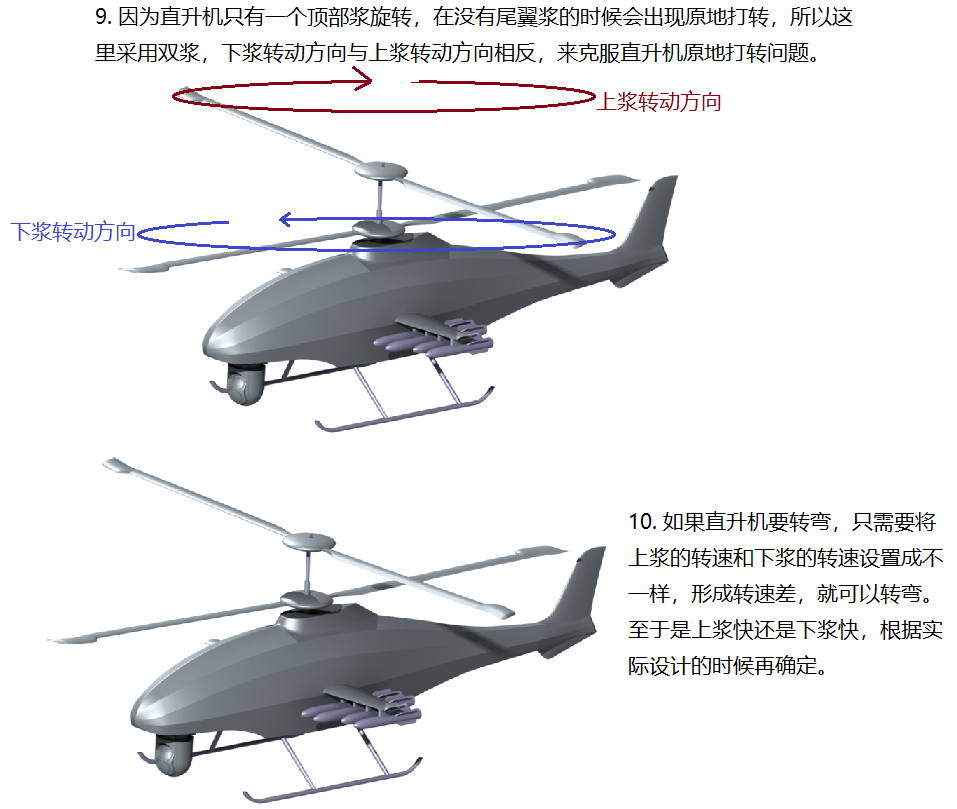 9. 因为直升机只有一个顶部浆旋转，在没有尾翼浆的时候会出现原地打转，所以这
里采用双浆，下浆转动方向与上浆转动方向相反，来克服直升机原地打转问题。
上浆转动方向
下浆转动方向
10. 如果直升机要转弯，只需要将
上浆的转速和下浆的转速设置成不
一样，形成转速差，就可以转弯。
至于是上浆快还是下浆快，根据实
际设计的时候再确定。